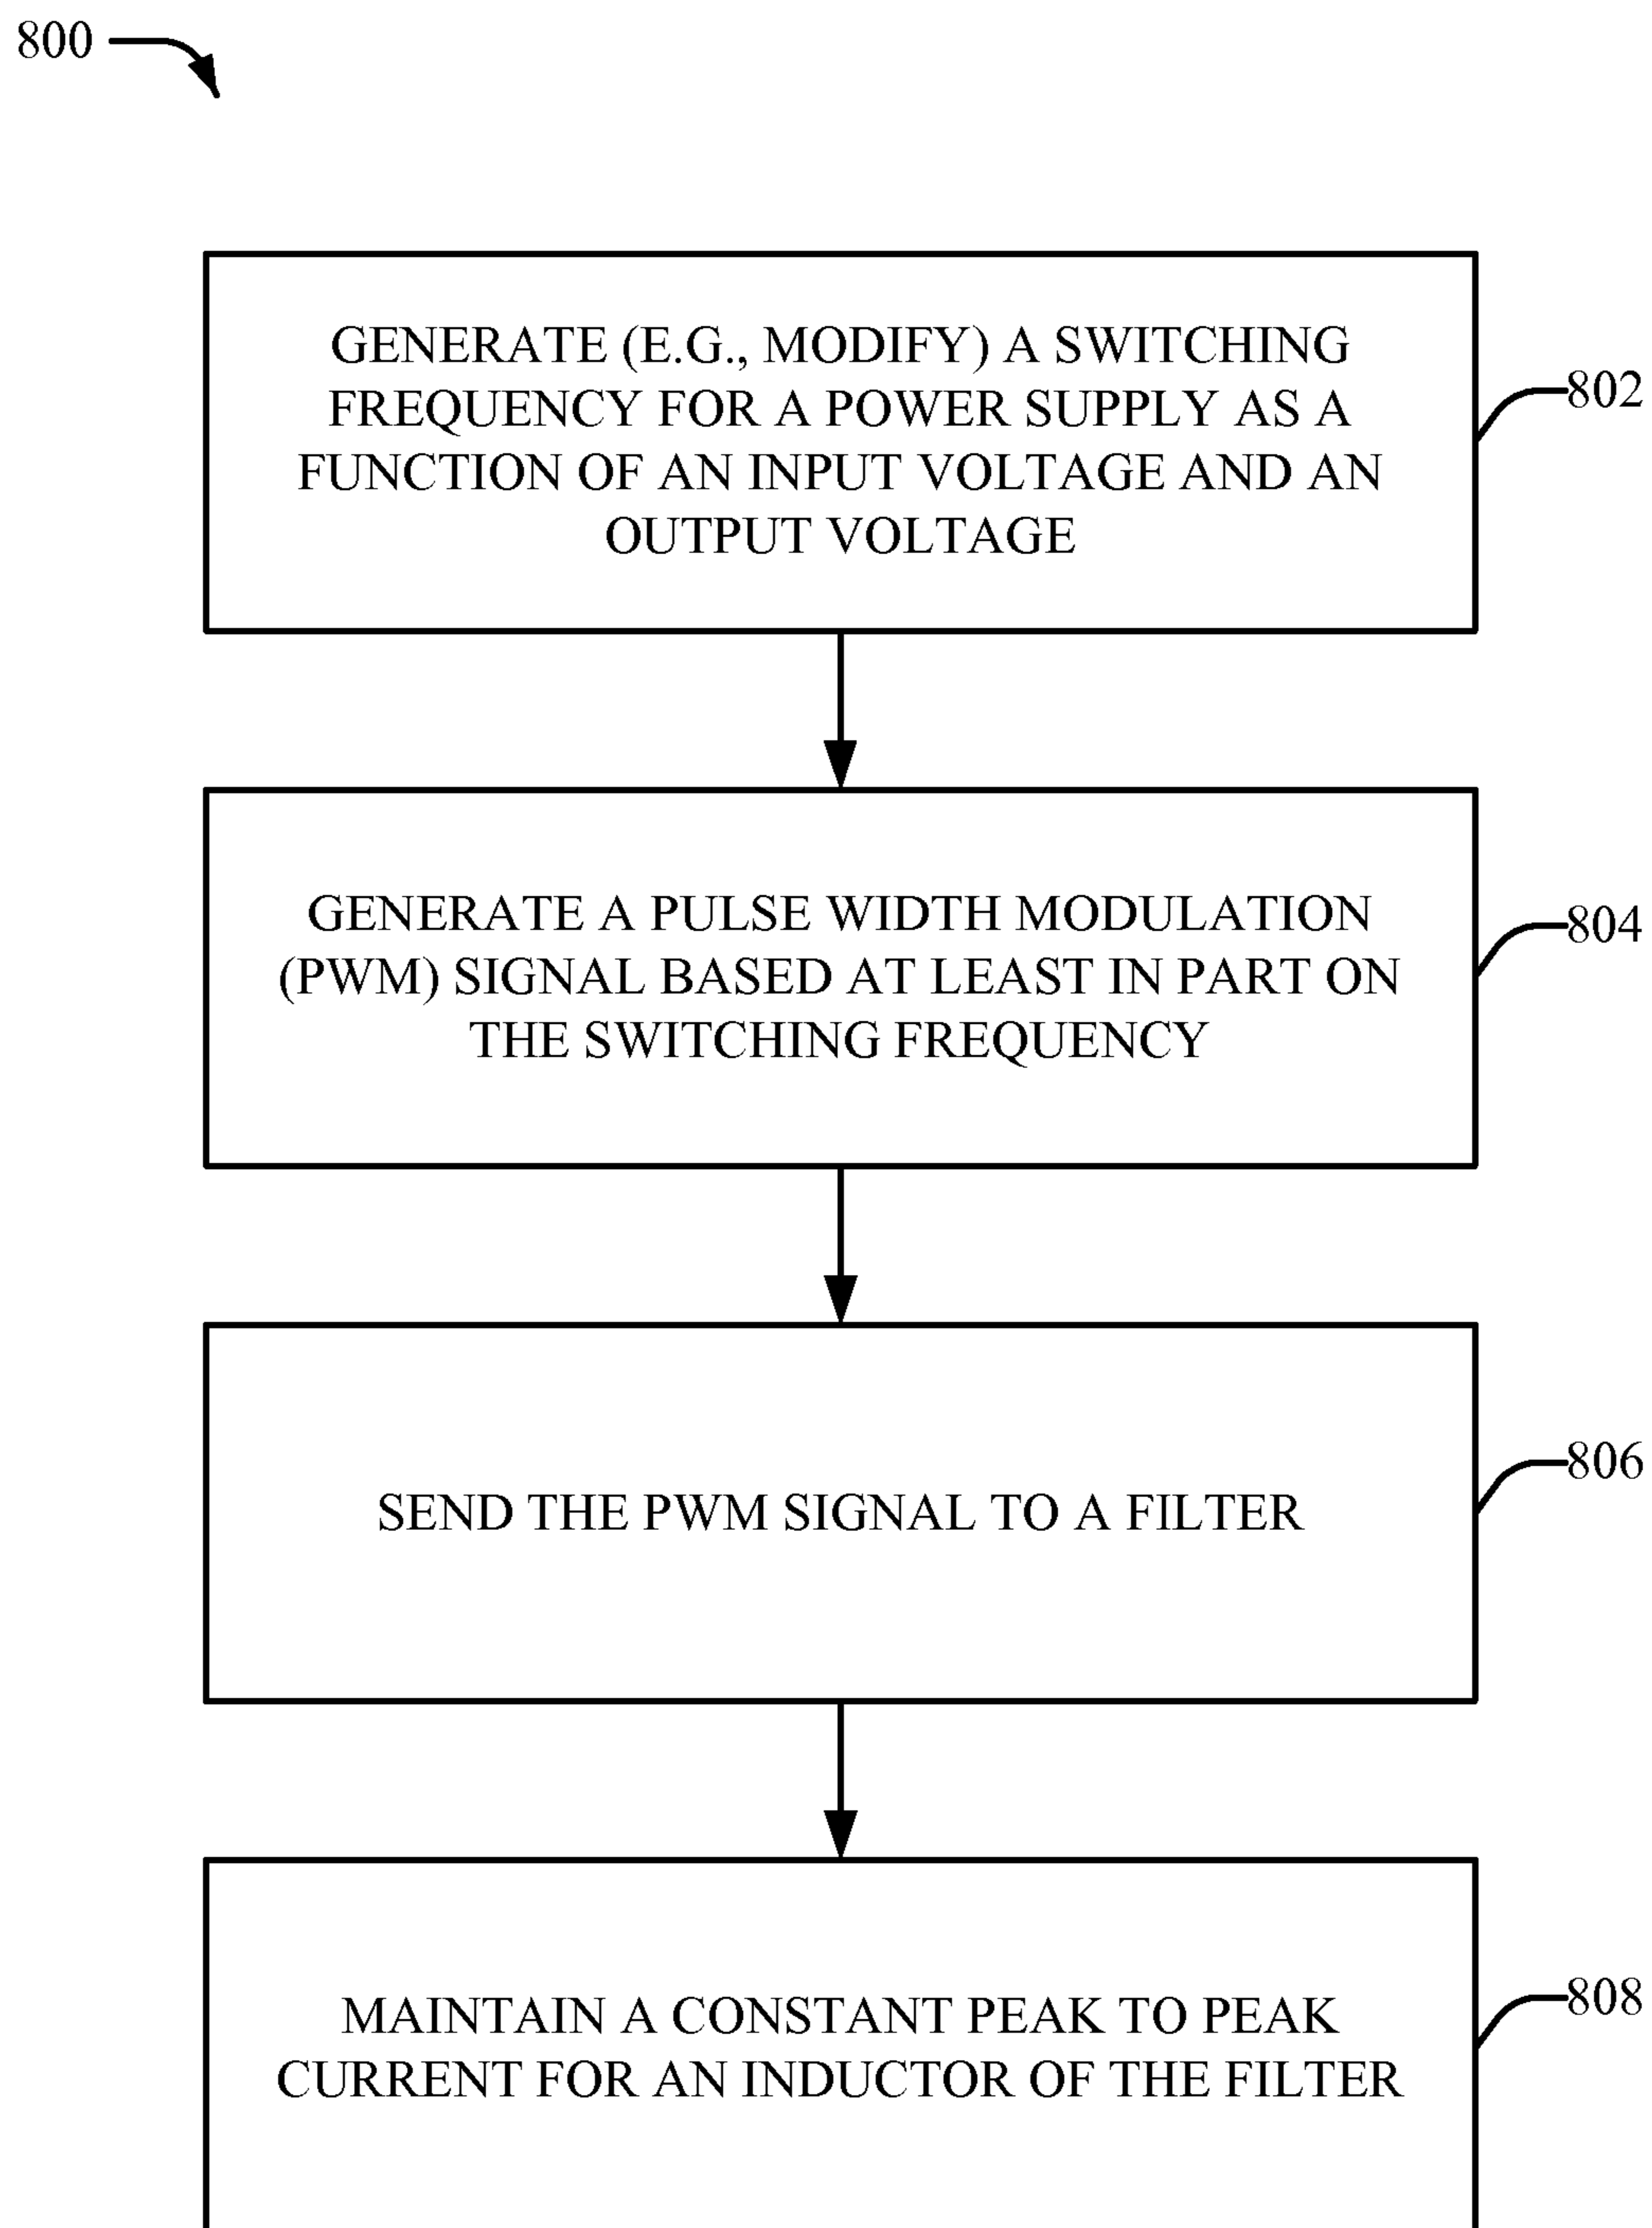 800
GENERATE (E.G., MODIFY) A SWITCHING
FREQUENCY FOR A POWER SUPPLY AS A
FUNCTION OF AN INPUT VOLTAGE AND AN
OUTPUT VOLTAGE
802
GENERATE A PULSE WIDTH MODULATION
(PWM) SIGNAL BASED AT LEAST IN PART ON
THE SWITCHING FREQUENCY
804
SEND THE PWM SIGNAL TO A FILTER
806
MAINTAIN A CONSTANT PEAK TO PEAK
CURRENT FOR AN INDUCTOR OF THE FILTER
808